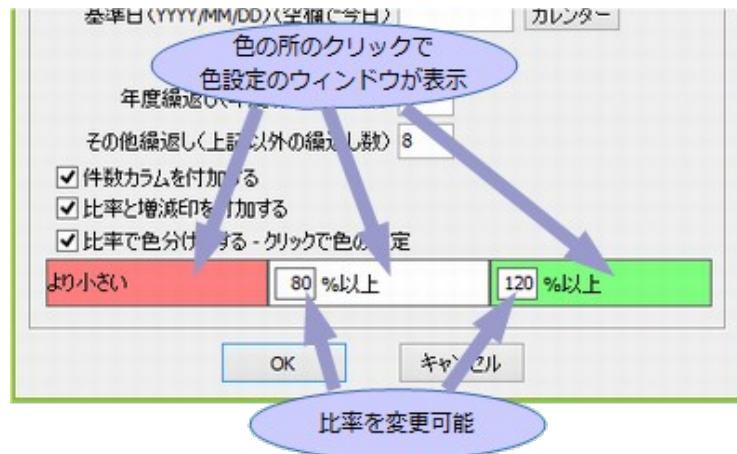 基準日(YYYY/MM/DD)(空欄で今日) カレンダー
色の所のクリックで
色設定のウィンドウが表示
年度繰返し
その他繰返し(上記以外の繰返し数) 8
件数カラムを付加する
比率と増減印を付加する
比率で色分けする - クリックで色の設定
より小さい 80 %以上 120 %以上
OK キャンセル
比率を変更可能